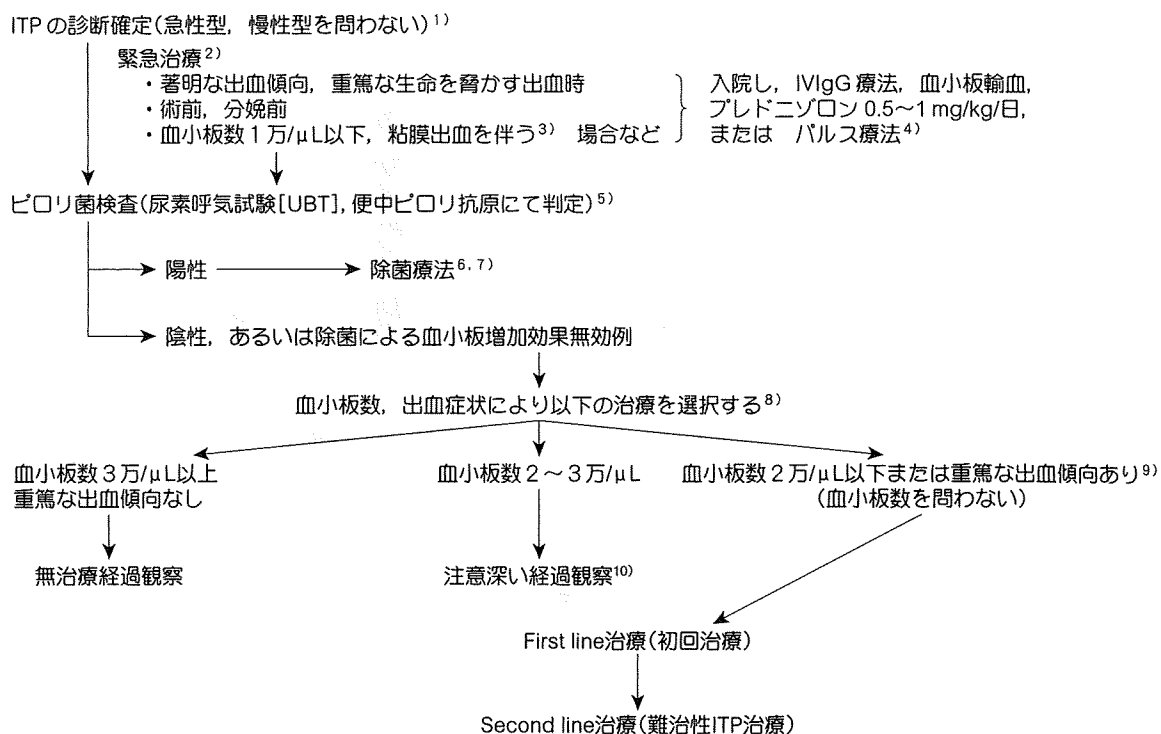 ITP の診断確定(急性型，慢性型を問わない)1)
緊急治療2)
・著明な出血傾向，重篤な生命を脅かす出血時
・術前，分娩前
・血小板数1万/μL以下，粘膜出血を伴う3) 場合など
入院し，IVIgG 療法，血小板輸血，
プレドニゾロン 0.5〜1 mg/kg/日，
または パルス療法4)
ピロリ菌検査(尿素呼気試験[UBT]，便中ピロリ抗原にて判定)5)
陽性
除菌療法6, 7)
陰性，あるいは除菌による血小板増加効果無効例
血小板数，出血症状により以下の治療を選択する8)
血小板数3万/μL以上
重篤な出血傾向なし
血小板数2〜3万/μL
血小板数2万/μL以下または重篤な出血傾向あり9)
(血小板数を問わない)
無治療経過観察
注意深い経過観察10)
First line治療(初回治療)
Second line治療(難治性ITP治療)